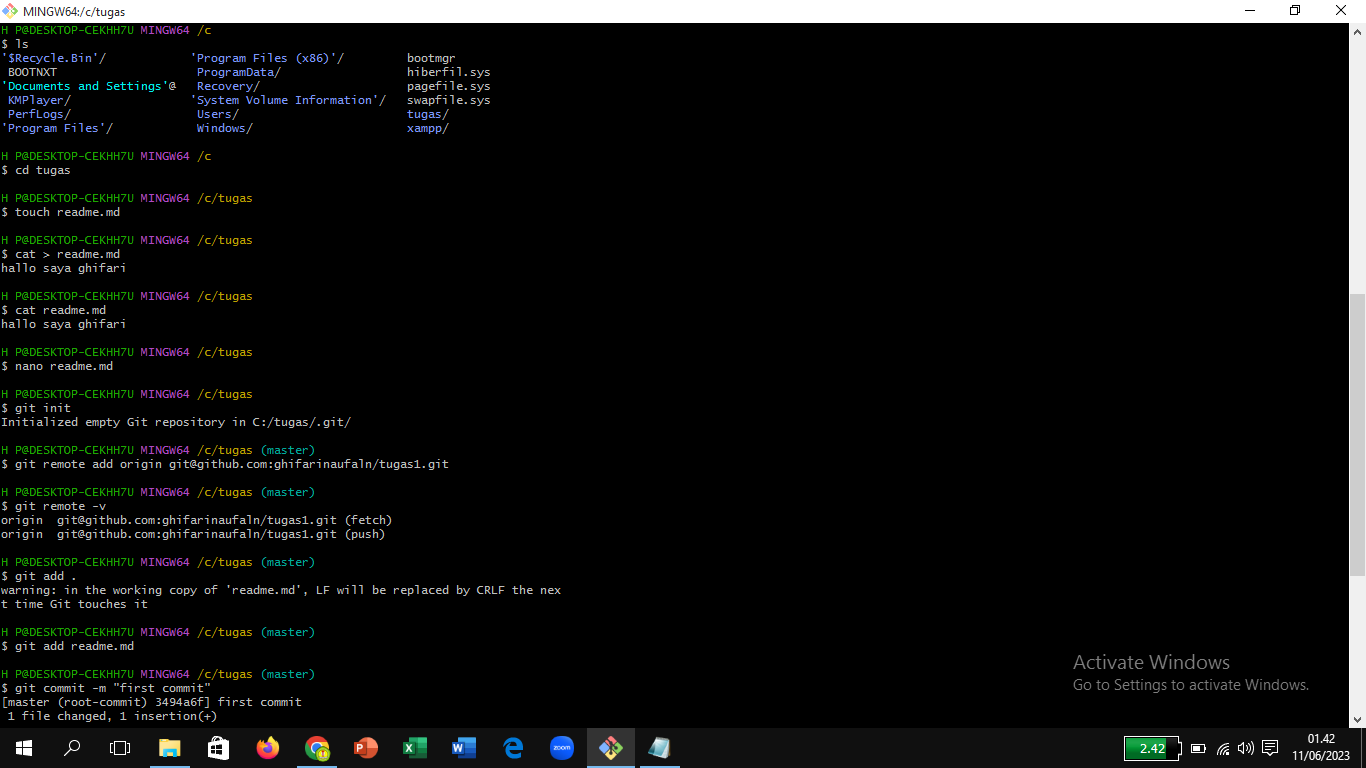 MINGW64:/c/tugas
H P@DESKTOP-CEKHH7U MINGW64 /c
$ ls
'$Recycle.Bin'/ 'Program Files (x86)'/ bootmgr
BOOTNXT ProgramData/ hiberfil.sys
'Documents and Settings'@ Recovery/ pagefile.sys
KMPlayer/ 'System Volume Information'/ swapfile.sys
PerfLogs/ Users/ tugas/
'Program Files'/ Windows/ xampp/
H P@DESKTOP-CEKHH7U MINGW64 /c
$ cd tugas
H P@DESKTOP-CEKHH7U MINGW64 /c/tugas
$ touch readme.md
H P@DESKTOP-CEKHH7U MINGW64 /c/tugas
$ cat > readme.md
hallo saya ghifari
H P@DESKTOP-CEKHH7U MINGW64 /c/tugas
$ cat readme.md
hallo saya ghifari
H P@DESKTOP-CEKHH7U MINGW64 /c/tugas
$ nano readme.md
H P@DESKTOP-CEKHH7U MINGW64 /c/tugas
$ git init
Initialized empty Git repository in C:/tugas/.git/
H P@DESKTOP-CEKHH7U MINGW64 /c/tugas (master)
$ git remote add origin git@github.com:ghifarinaufaln/tugas1.git
H P@DESKTOP-CEKHH7U MINGW64 /c/tugas (master)
$ git remote -v
origin git@github.com:ghifarinaufaln/tugas1.git (fetch)
origin git@github.com:ghifarinaufaln/tugas1.git (push)
H P@DESKTOP-CEKHH7U MINGW64 /c/tugas (master)
$ git add .
warning: in the working copy of 'readme.md', LF will be replaced by CRLF the nex
t time Git touches it
H P@DESKTOP-CEKHH7U MINGW64 /c/tugas (master)
$ git add readme.md
H P@DESKTOP-CEKHH7U MINGW64 /c/tugas (master)
$ git commit -m "first commit"
[master (root-commit) 3494a6f] first commit
1 file changed, 1 insertion(+)
Activate Windows
Go to Settings to activate Windows.
zoom
2.42
01.42
11/06/2023